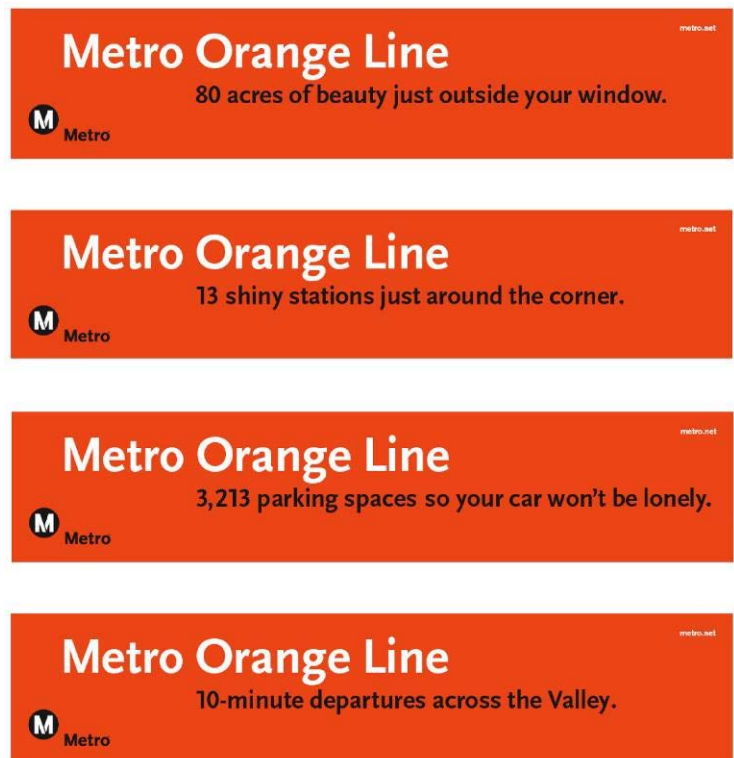 metro.net
Metro Orange Line
80 acres of beauty just outside your window.
M Metro
metro.net
Metro Orange Line
13 shiny stations just around the corner.
M Metro
metro.net
Metro Orange Line
3,213 parking spaces so your car won't be lonely.
M Metro
metro.net
Metro Orange Line
10-minute departures across the Valley.
M Metro